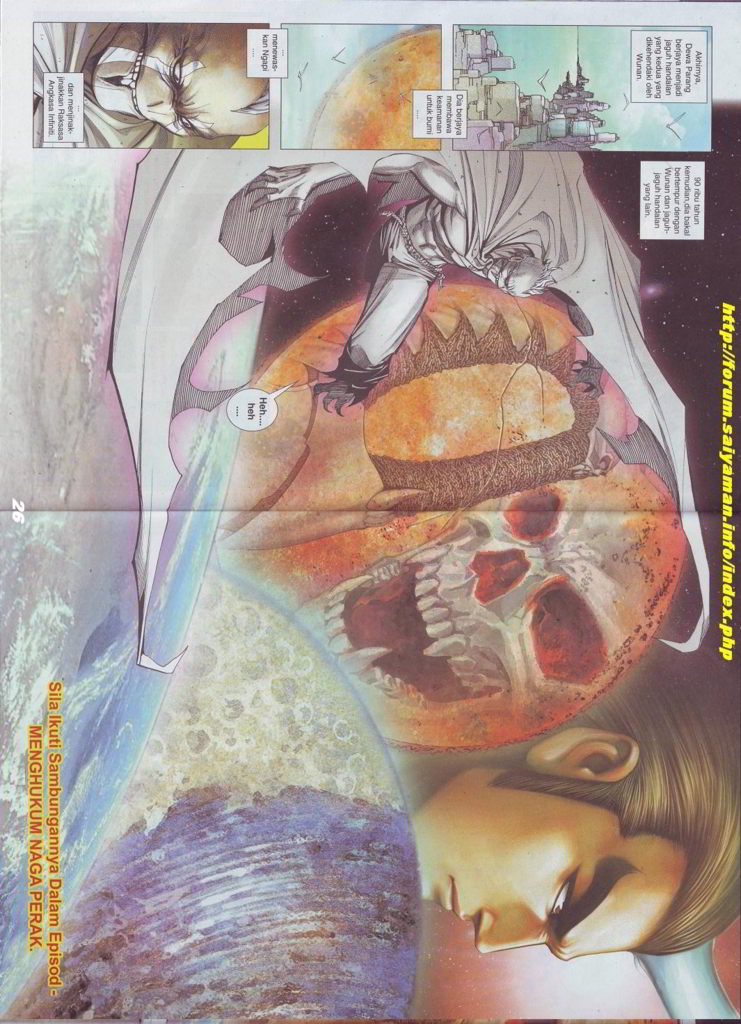 http://forum.saiyaman.info/index.php
Akhirnya,
Dewa Parang
berjaya menjadi
jaguh handalan
yang kedua yang
dikehendaki oleh
Wunan.
Dia berjaya
membawa
keamanan
untuk bumi
....
....
menewas-
kan Ngapi
....
dan menjinak-
jinakkan Raksasa
Angkasa Infiniti
90 ribu tahun
kemudian,dia bakal
bertempur dengan
Wunan dan jaguh-
jaguh handalan
yang lain.
Heh....
heh
....
Sila Ikuti Sambungannya Dalam Episod -
MENGHUKUM NAGA PERAK.
26